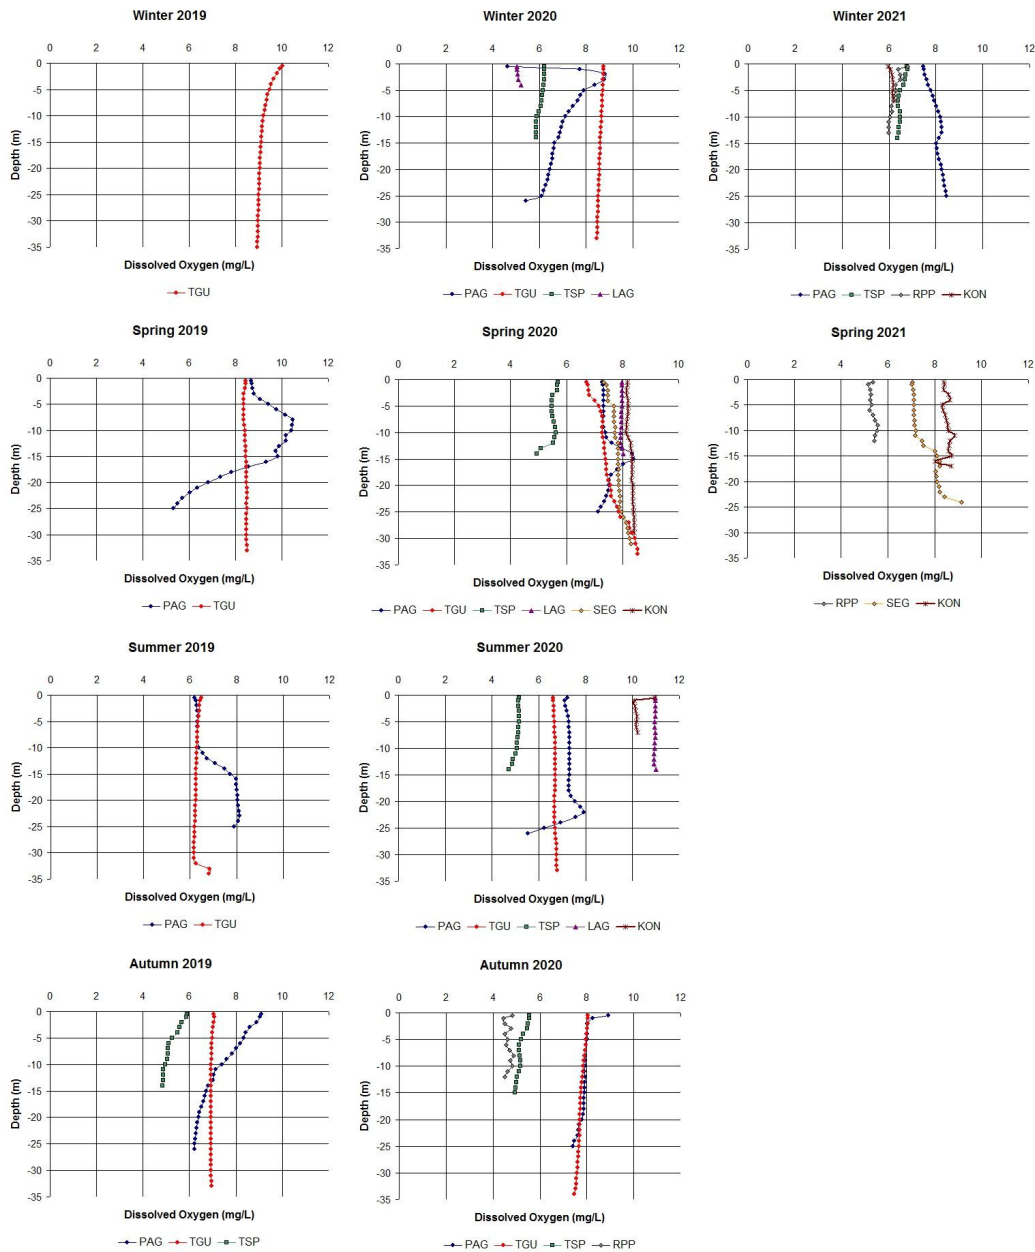 Winter 2019
0 2 4 6 8 10 12
0
-5
-10
-15
-20
-25
-30
-35
Depth (m)
Dissolved Oxygen (mg/L)
TGU
Winter 2020
0 2 4 6 8 10 12
0
-5
-10
-15
-20
-25
-30
-35
Depth (m)
Dissolved Oxygen (mg/L)
PAG TGU TSP LAG
Winter 2021
0 2 4 6 8 10 12
0
-5
-10
-15
-20
-25
-30
-35
Depth (m)
Dissolved Oxygen (mg/L)
PAG TSP RPP KON
Spring 2019
0 2 4 6 8 10 12
0
-5
-10
-15
-20
-25
-30
-35
Depth (m)
Dissolved Oxygen (mg/L)
PAG TGU
Spring 2020
0 2 4 6 8 10
0
-5
-10
-15
-20
-25
-30
-35
Depth (m)
Dissolved Oxygen (mg/L)
PAG TGU TSP LAG SEG KON
Spring 2021
0 2 4 6 8 10 12
0
-5
-10
-15
-20
-25
-30
-35
Depth (m)
Dissolved Oxygen (mg/L)
RPP SEG KON
Summer 2019
0 2 4 6 8 10 12
0
-5
-10
-15
-20
-25
-30
-35
Depth (m)
Dissolved Oxygen (mg/L)
PAG TGU
Summer 2020
0 2 4 6 8 10 12
0
-5
-10
-15
-20
-25
-30
-35
Depth (m)
Dissolved Oxygen (mg/L)
PAG TGU TSP LAG KON
Autumn 2019
0 2 4 6 8 10 12
0
-5
-10
-15
-20
-25
-30
-35
Depth (m)
Dissolved Oxygen (mg/L)
PAG TGU TSP
Autumn 2020
0 2 4 6 8 10 12
0
-5
-10
-15
-20
-25
-30
-35
Depth (m)
Dissolved Oxygen (mg/L)
PAG TGU TSP RPP